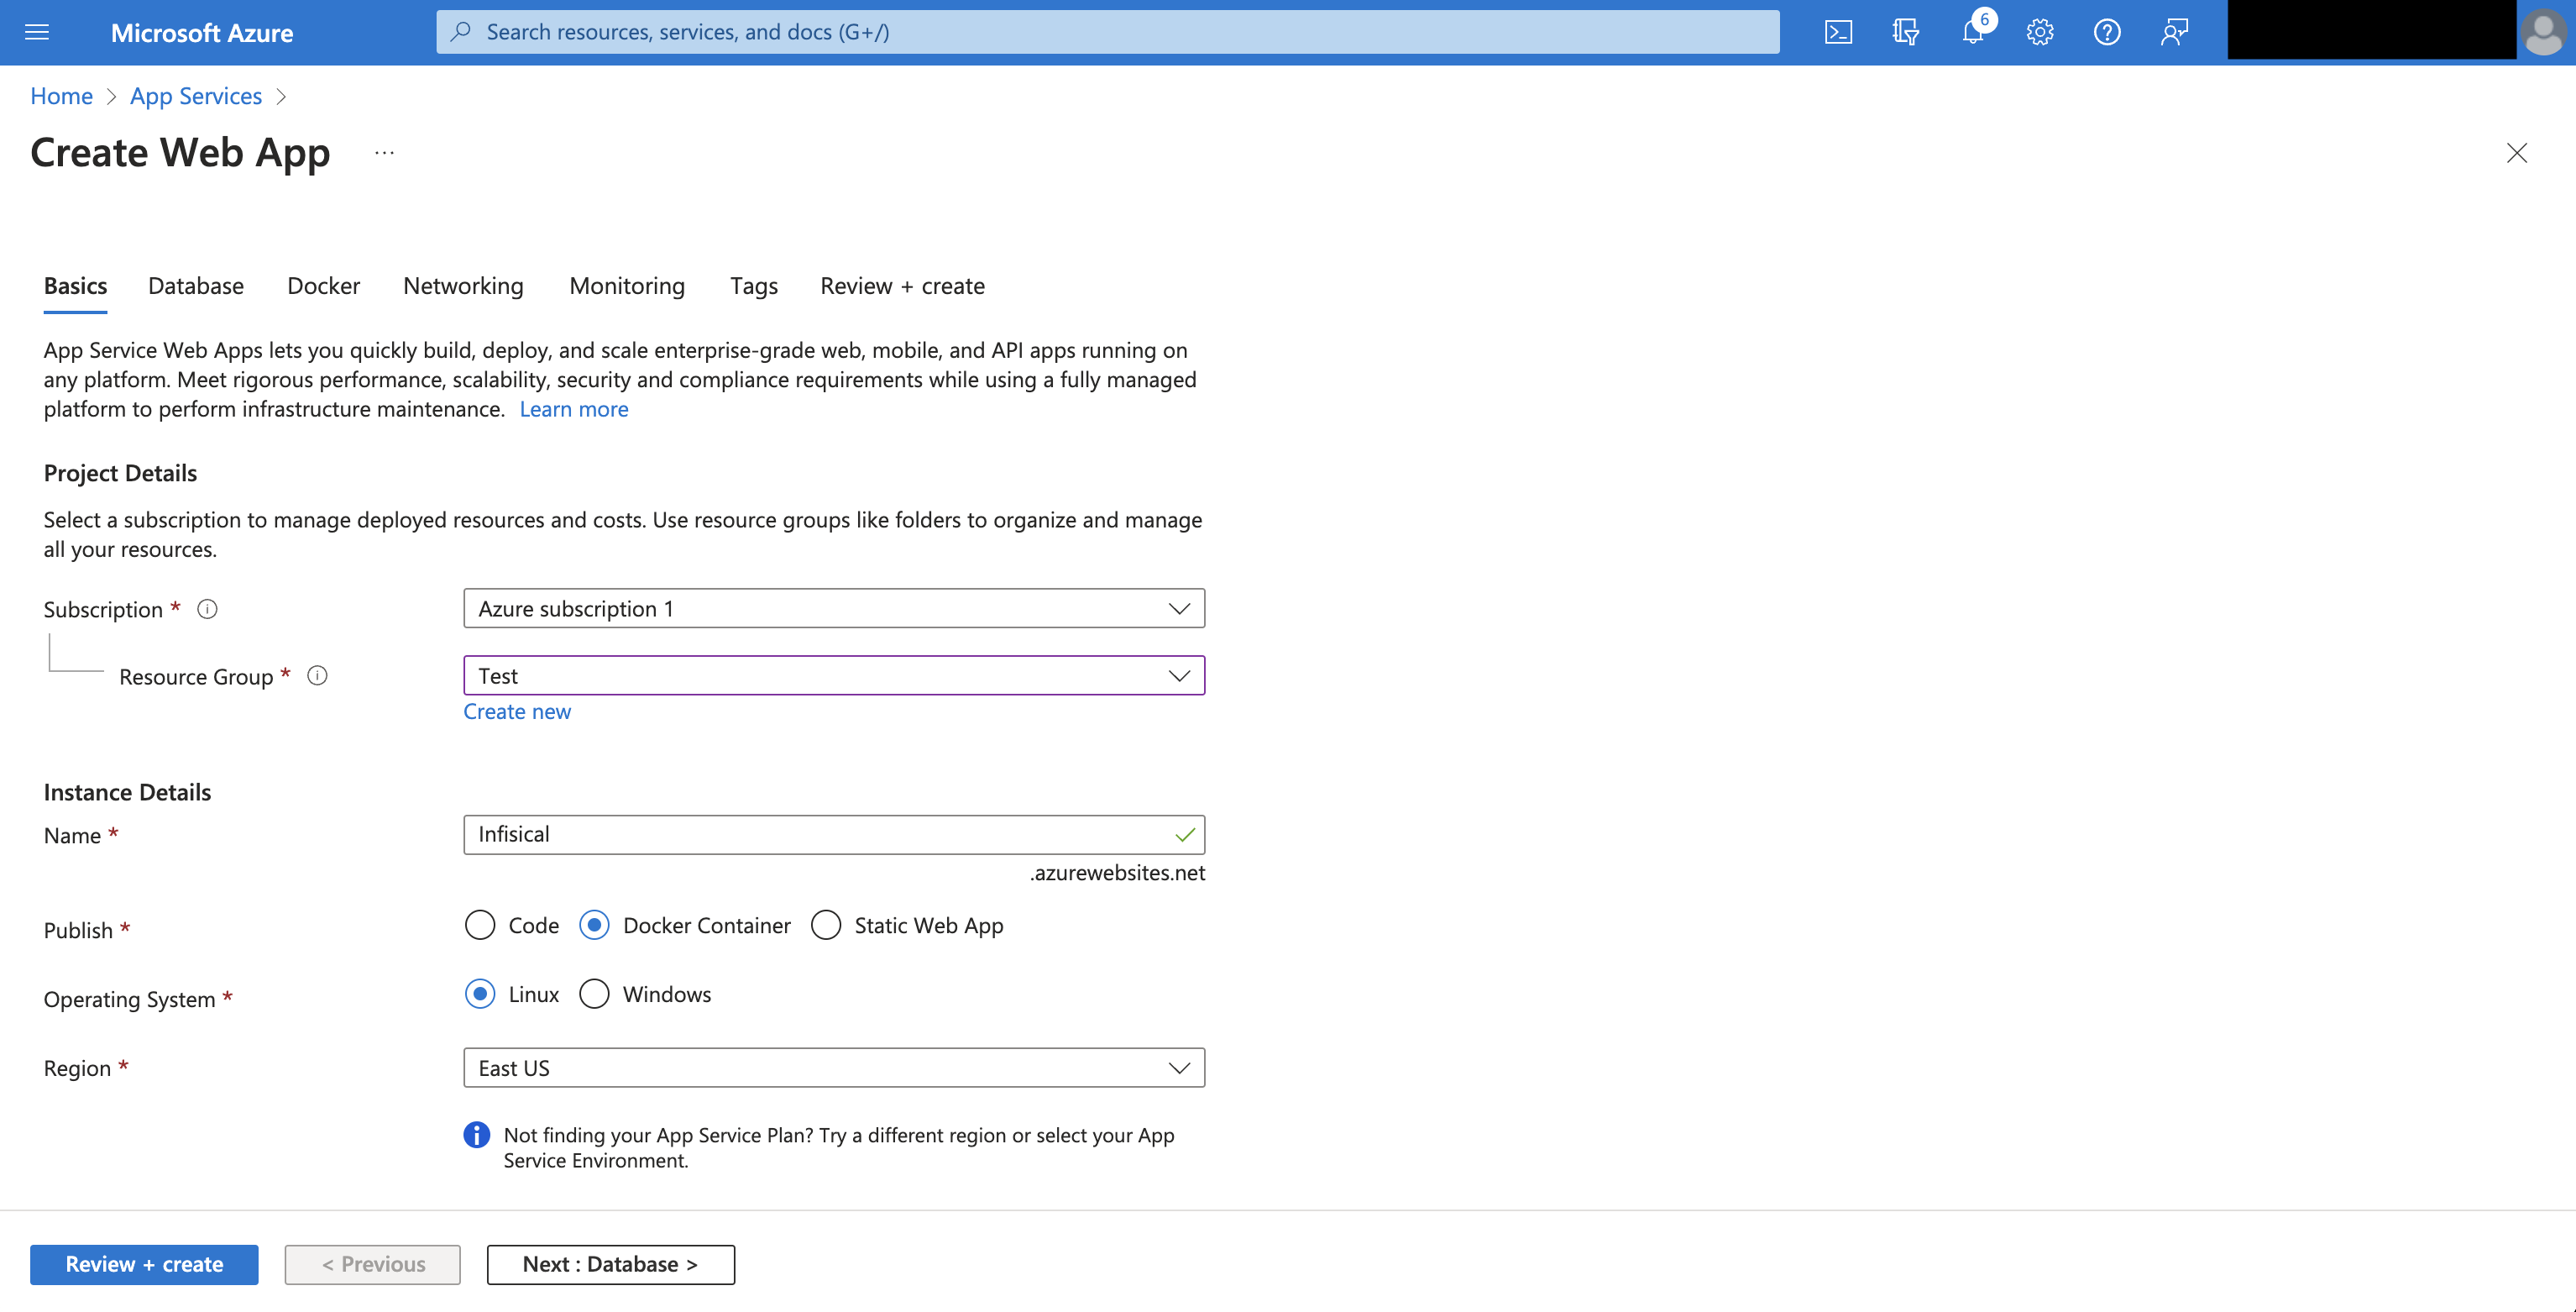 Microsoft Azure
Search resources, services, and docs (G+/)
6
Home > App Services >
Create Web App ...
Basics Database Docker Networking Monitoring Tags Review + create
App Service Web Apps lets you quickly build, deploy, and scale enterprise-grade web, mobile, and API apps running on
any platform. Meet rigorous performance, scalability, security and compliance requirements while using a fully managed
platform to perform infrastructure maintenance. Learn more
Project Details
Select a subscription to manage deployed resources and costs. Use resource groups like folders to organize and manage
all your resources.
Subscription * Azure subscription 1
Resource Group * Test
Create new
Instance Details
Name * Infisical
.azurewebsites.net
Publish * Code Docker Container Static Web App
Operating System * Linux Windows
Region * East US
Not finding your App Service Plan? Try a different region or select your App
Service Environment.
Review + create < Previous Next : Database >